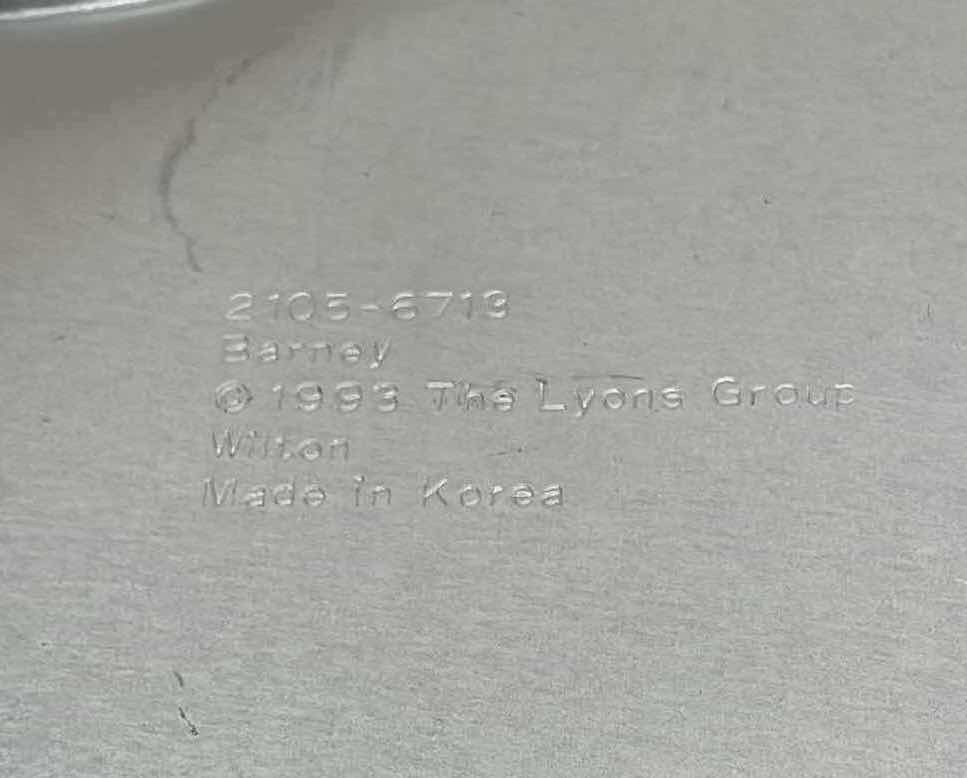 2105-6713
Barney
© 1993 The Lyons Group
Wilton
Made in Korea